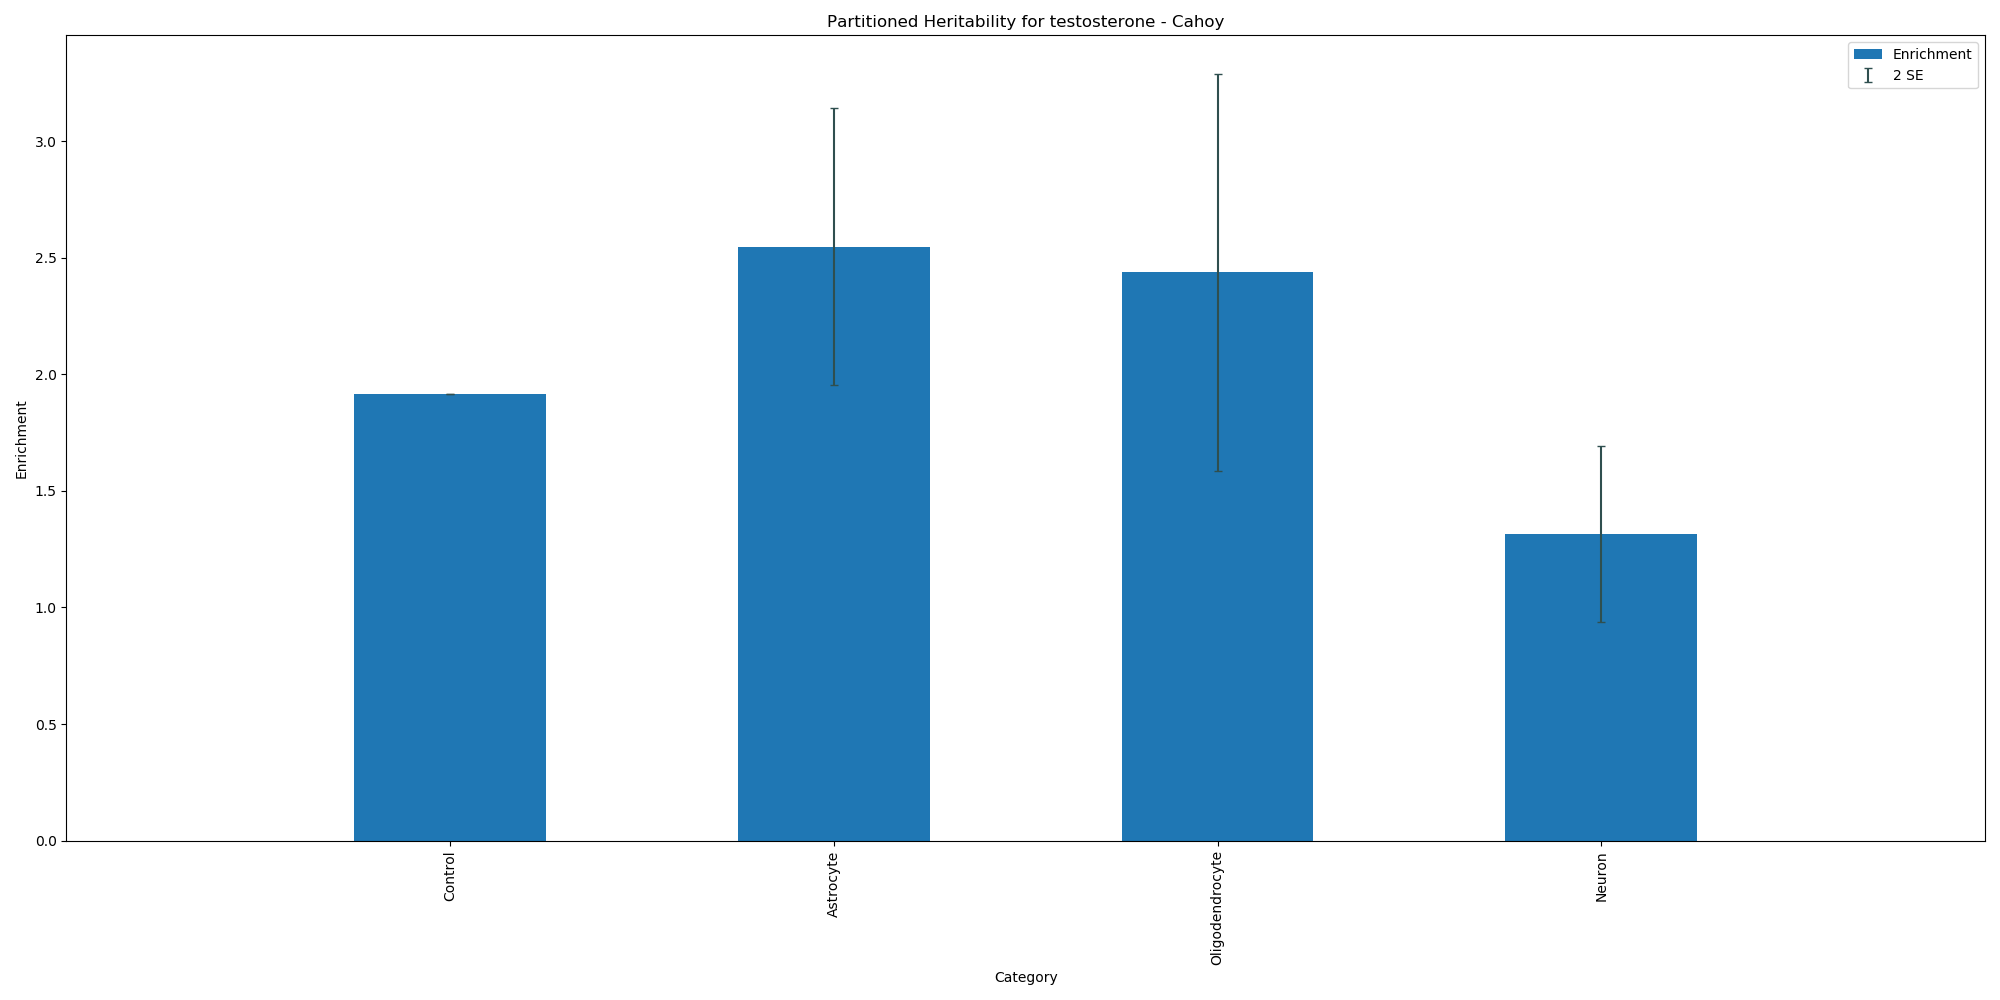 Partitioned Heritability for testosterone - Cahoy
Enrichment
2 SE
3.0
2.5
2.0
1.5
1.0
0.5
0.0
Enrichment
Control
Astrocyte
Oligodendrocyte
Neuron
Category